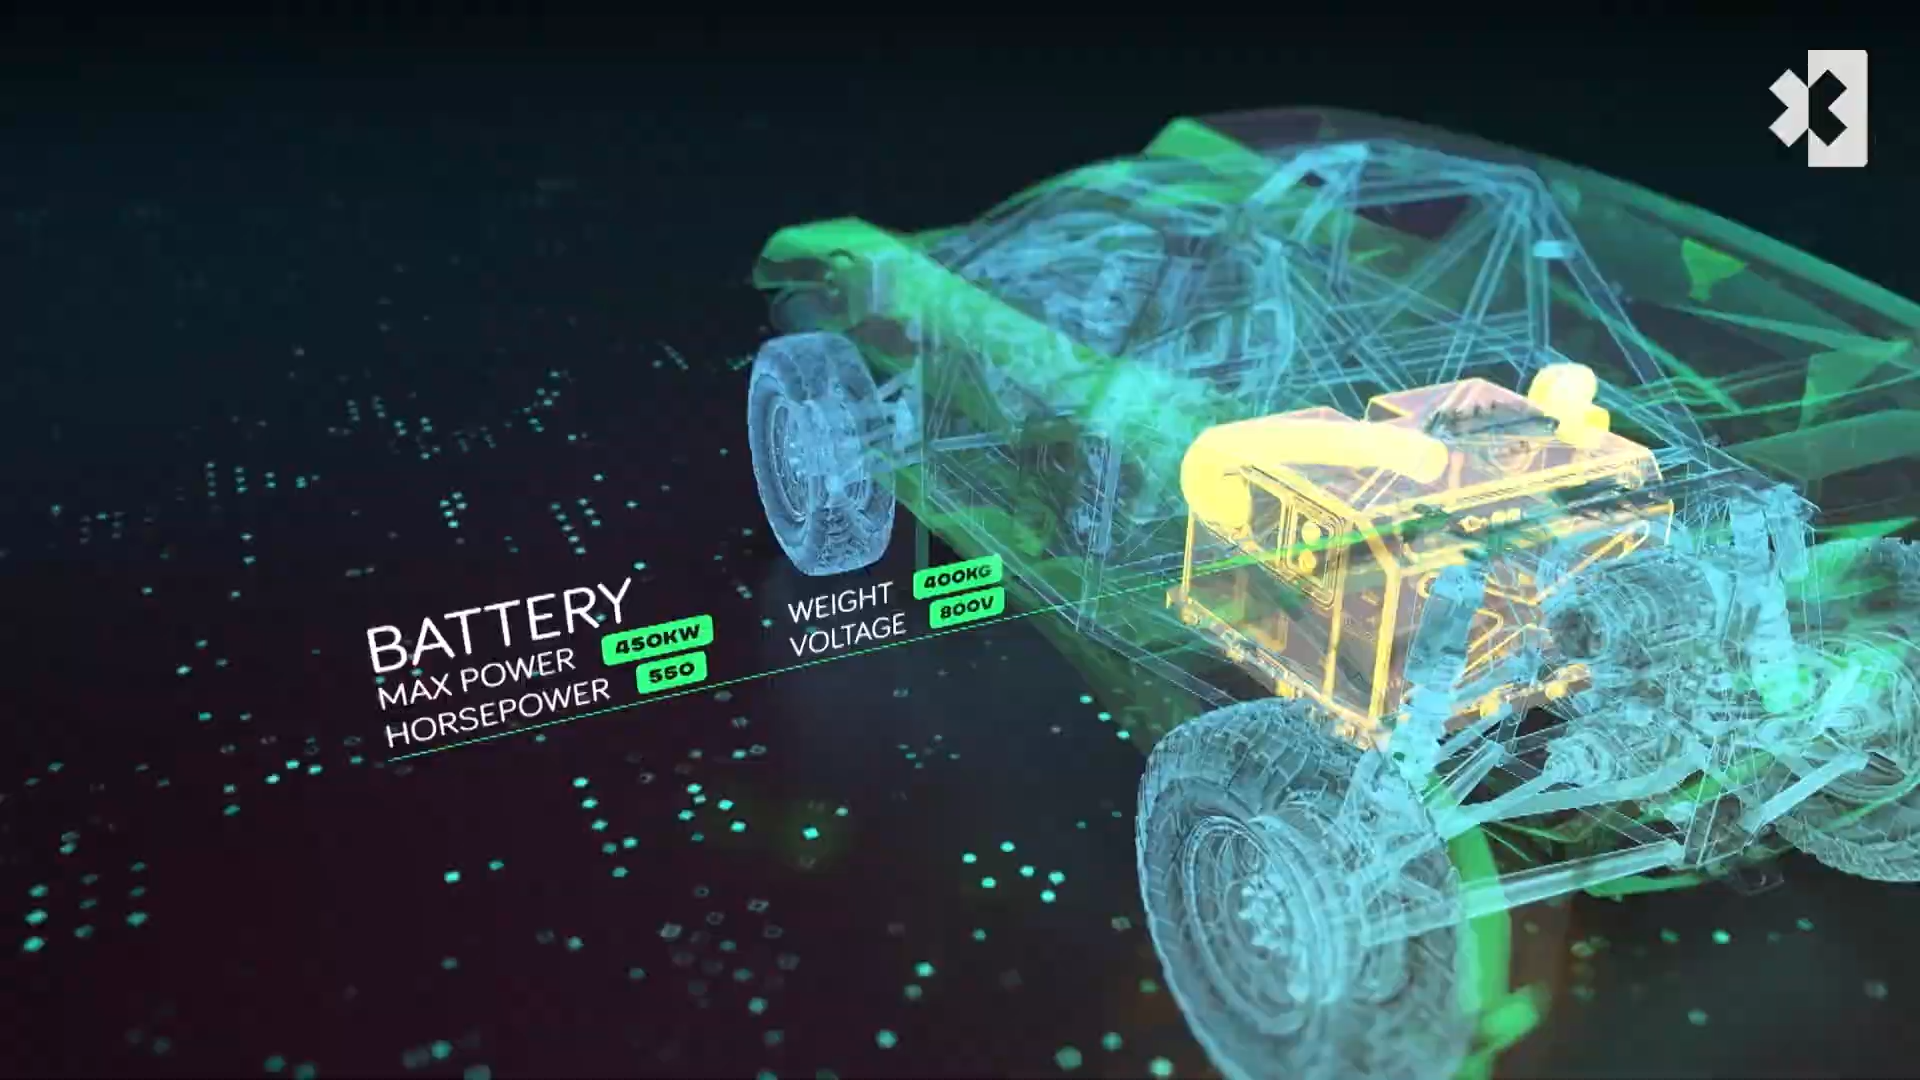 BATTERY
MAX POWER 450KW
HORSEPOWER 550
WEIGHT 400KG
VOLTAGE 800V